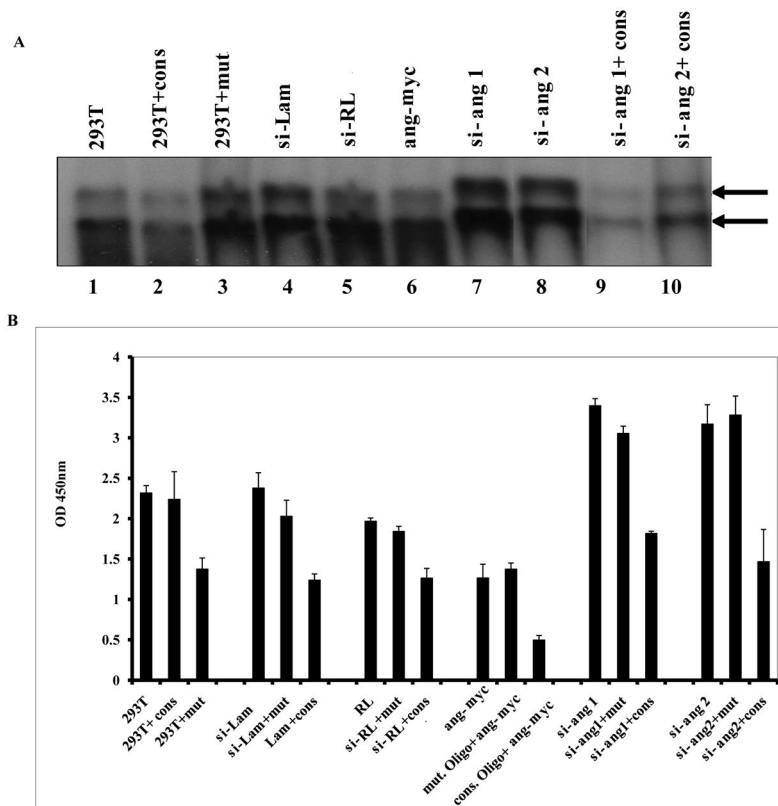 A
293T
293T+cons
293T+mut
si-Lam
si-RL
ang-myc
si- ang 1
si- ang 2
si- ang 1+ cons
si- ang 2+ cons
1 2 3 4 5 6 7 8 9 10
B
4
3.5
3
2.5
2
1.5
1
0.5
0
OD 450nm
293T
293T+ cons
293T+mut
si-Lam
si-Lam+mut
Lam +cons
RL
si-RL +mut
si-RL+cons
ang-myc
mut. Oligo+ ang-myc
cons. Oligo+ ang-myc
si-ang 1
si-ang1+mut
si-ang1+cons
si-ang 2
si-ang2+mut
si-ang2+cons